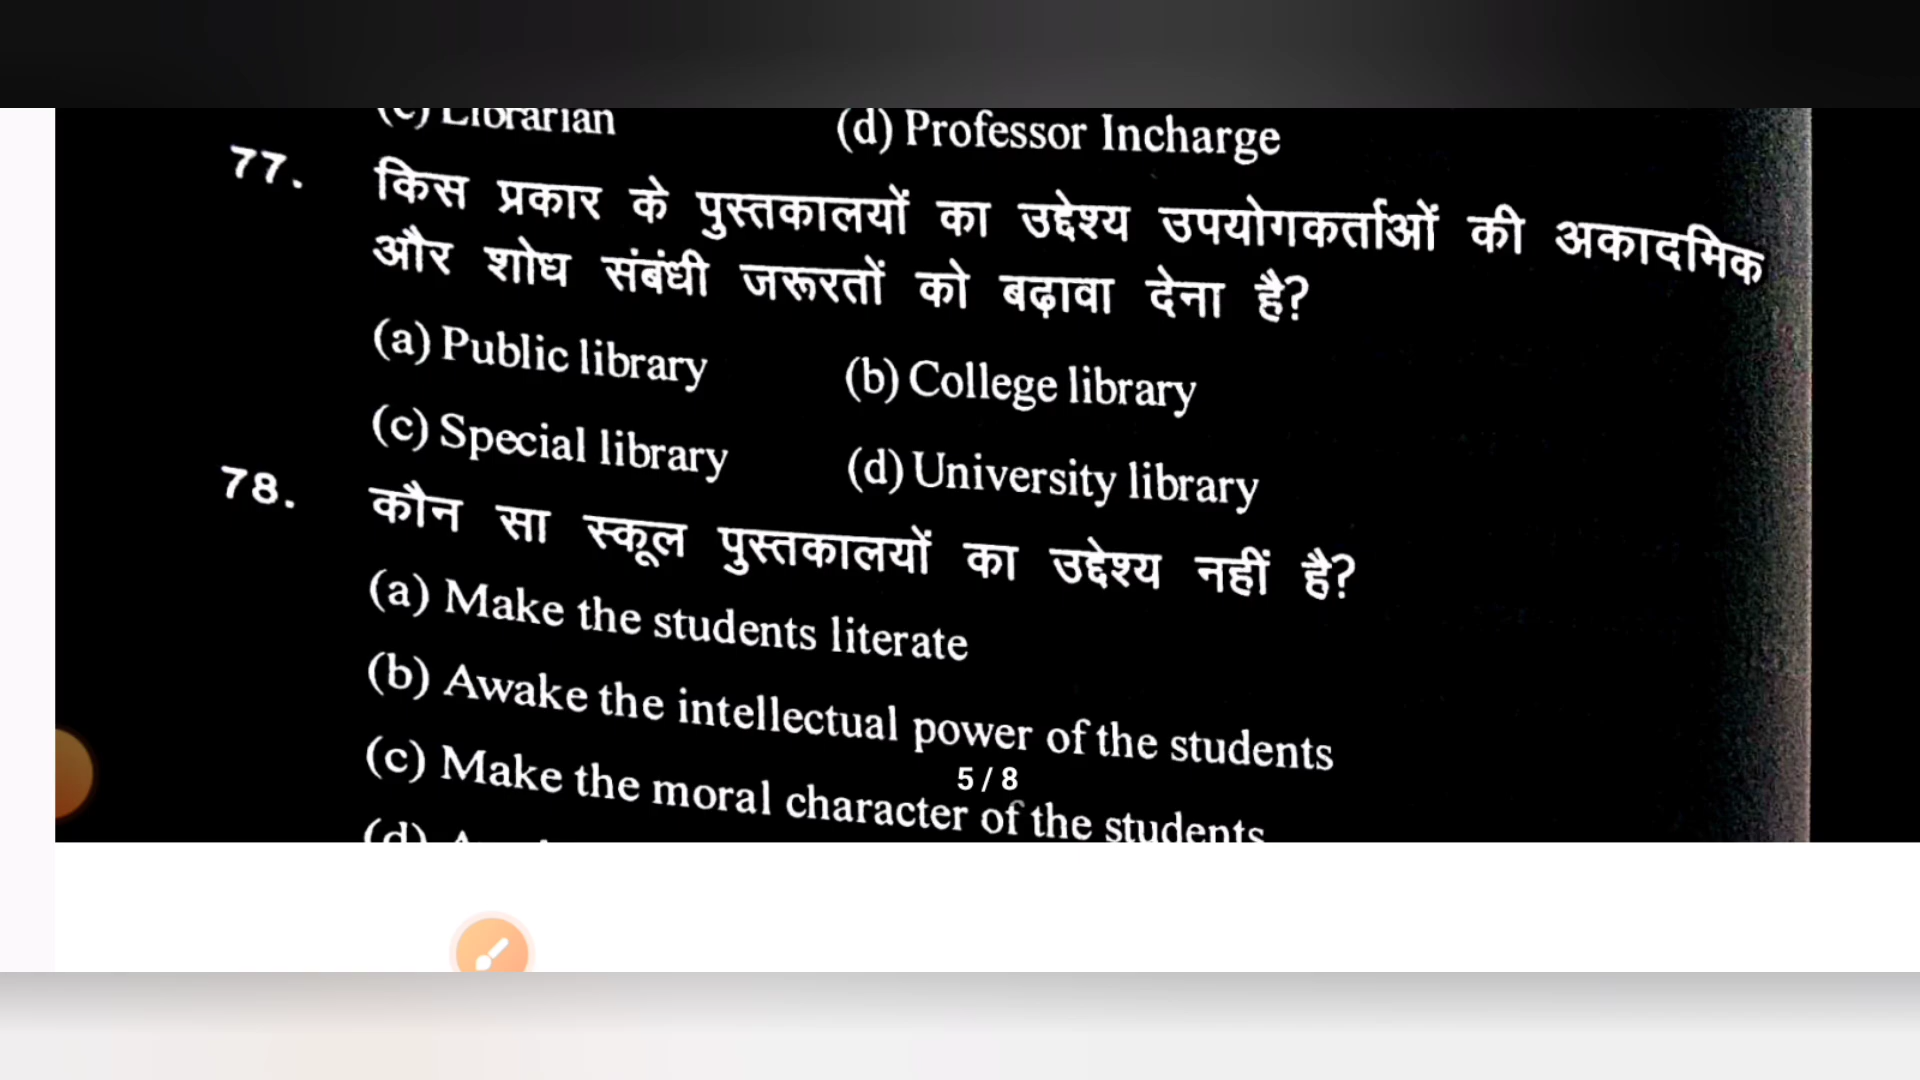 (c) Librarian
(d) Professor Incharge
77. किस प्रकार के पुस्तकालयों का उद्देश्य उपयोगकर्ताओं की अकादमिक
और शोध संबंधी जरूरतों को बढ़ावा देना है?
(a) Public library
(b) College library
(c) Special library
(d) University library
78. कौन सा स्कूल पुस्तकालयों का उद्देश्य नहीं है?
(a) Make the students literate
(b) Awake the intellectual power of the students
5 / 8
(c) Make the moral character of the students
(d)